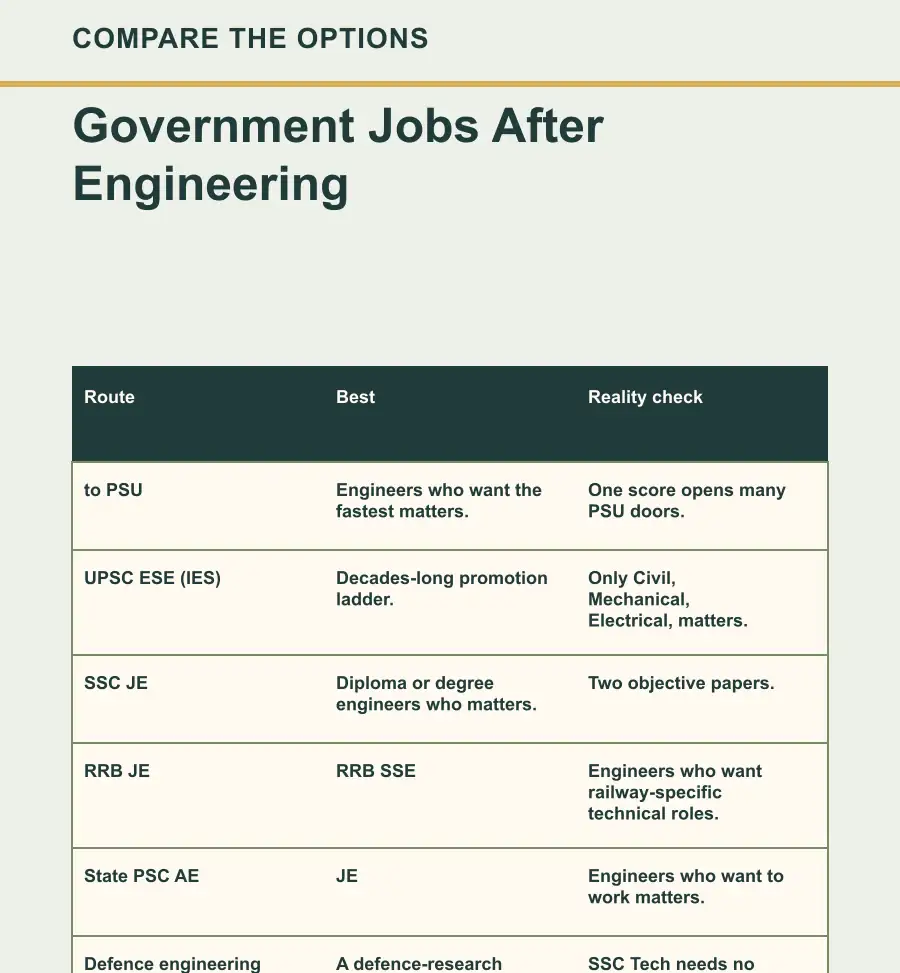 COMPARE THE OPTIONS
Government Jobs After
Engineering
Route Best Reality check
to PSU Engineers who want the One score opens many
fastest matters. PSU doors.
UPSC ESE (IES) Decades-long promotion Only Civil,
ladder. Mechanical,
Electrical, matters.
SSC JE Diploma or degree Two objective papers.
engineers who matters.
RRB JE RRB SSE Engineers who want
railway-specific
technical roles.
State PSC AE JE Engineers who want to
work matters.
Defence engineering A defence-research SSC Tech needs no